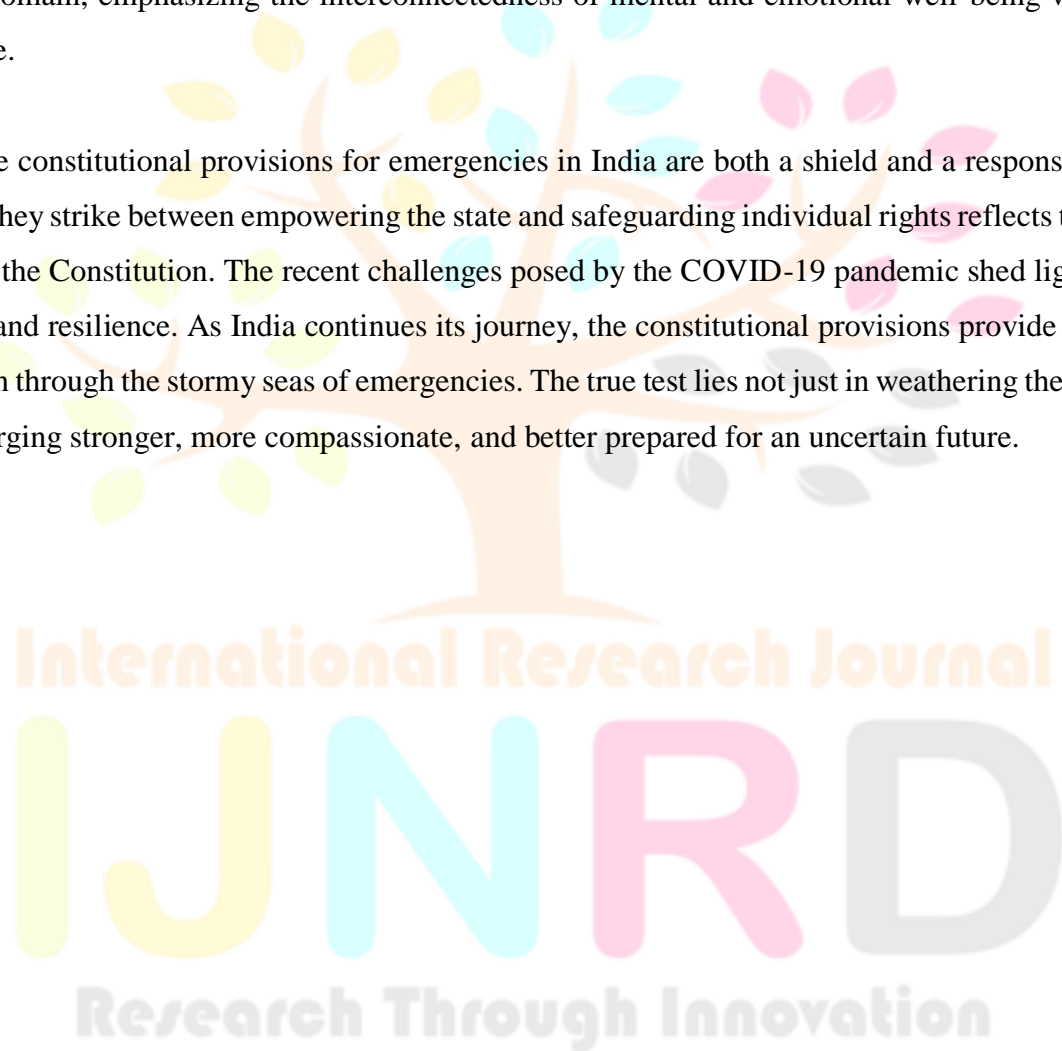 emphasizing the interconnectedness of mental and emotional well-being
e.
e constitutional provisions for emergencies in India are both a shield and a respons
hey strike between empowering the state and safeguarding individual rights reflects t
the Constitution. The recent challenges posed by the COVID-19 pandemic shed lig
and resilience. As India continues its journey, the constitutional provisions provide
n through the stormy seas of emergencies. The true test lies not just in weathering the
rging stronger, more compassionate, and better prepared for an uncertain future.
International Research Journal
IJNRD
Research Through Innovation